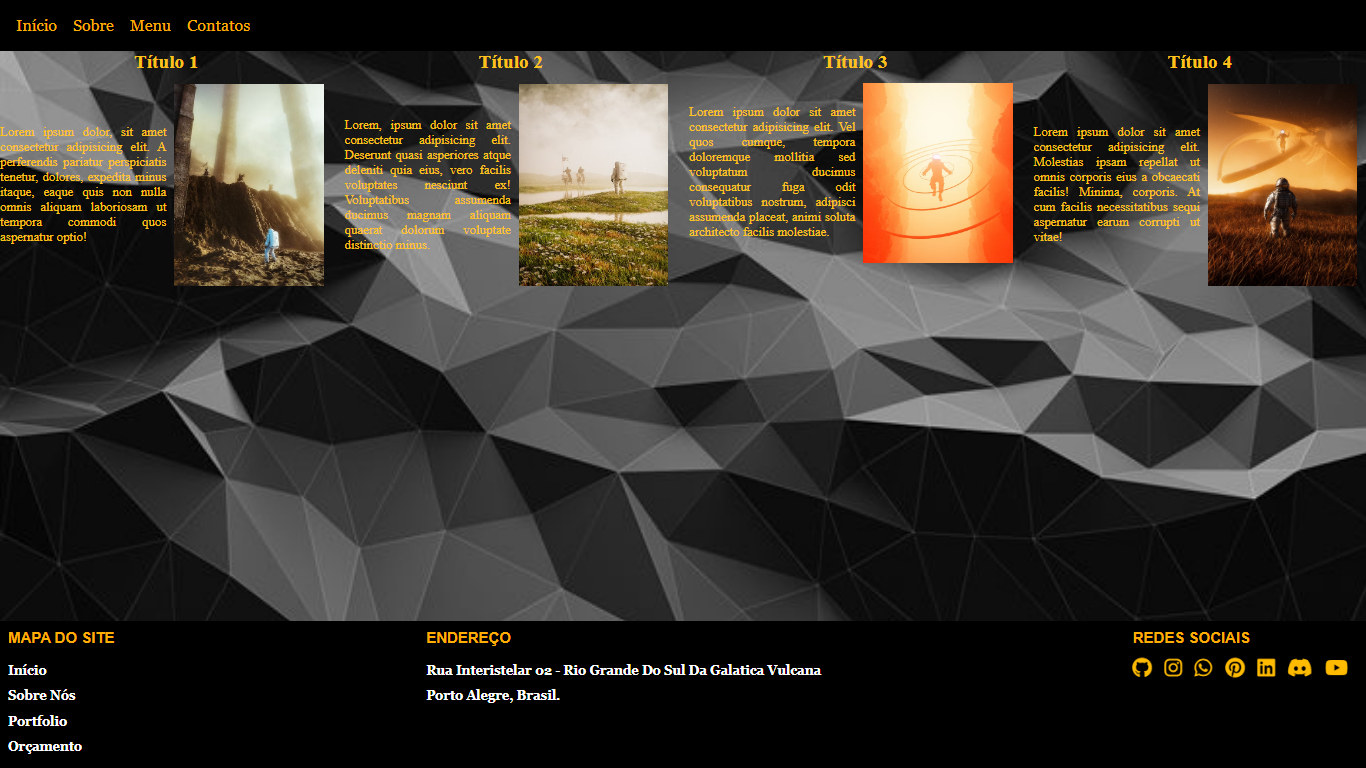 Início Sobre Menu Contatos
Título 1
Lorem ipsum dolor, sit amet
consectetur adipisicing elit. A
perferendis pariatur perspiciatis
tenetur, dolores, expedita minus
itaque, eaque quis non nulla
omnis aliquam laboriosam ut
tempora commodi quos
aspernatur optio!
Título 2
Lorem, ipsum dolor sit amet
consectetur adipisicing elit.
Deserunt quasi asperiores atque
deleniti quia eius, vero facilis
voluptates nesciunt ex!
Voluptatibus assumenda
ducimus magnam aliquam
quaerat dolorum voluptate
distinctio minus.
Título 3
Lorem ipsum dolor sit amet
consectetur adipisicing elit. Vel
quos cumque, tempora
doloremque mollitia sed
voluptatum ducimus
consequatur fuga odit
voluptatibus nostrum, adipisci
assumenda placeat, animi soluta
architecto facilis molestiae.
Título 4
Lorem ipsum dolor sit amet
consectetur adipisicing elit.
Molestias ipsam repellat ut
omnis corporis eius a obcaecati
facilis! Minima, corporis. At
cum facilis necessitatibus sequi
aspernatur earum corrupti ut
vitae!
MAPA DO SITE
Início
Sobre Nós
Portfolio
Orçamento
ENDEREÇO
Rua Interistelar 02 - Rio Grande Do Sul Da Galatica Vulcana
Porto Alegre, Brasil.
REDES SOCIAIS